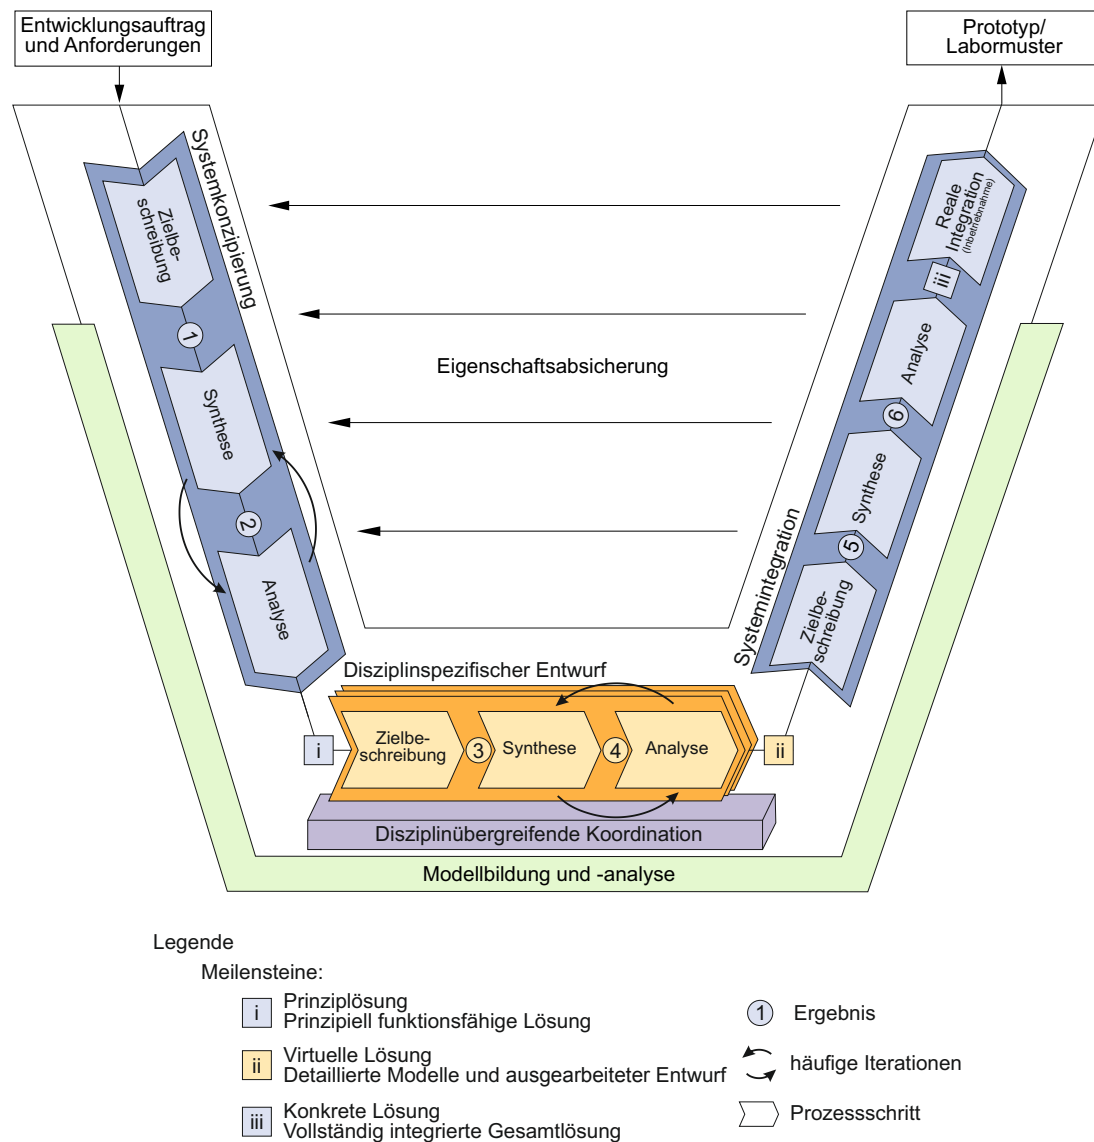 Entwicklungsauftrag
und Anforderungen
Prototyp/
Labormuster
Systemkonzipierung
Zielbe-
schreibung
1
Synthese
2
Analyse
Eigenschaftsabsicherung
Reale
Integration
(Inbetriebnahme)
iii
Analyse
6
Synthese
5
Zielbe-
schreibung
Systemintegration
Disziplinspezifischer Entwurf
i
Zielbe-
schreibung
3
Synthese
4
Analyse
ii
Disziplinübergreifende Koordination
Modellbildung und -analyse
Legende
Meilensteine:
i
Prinziplösung
Prinzipiell funktionsfähige Lösung
ii
Virtuelle Lösung
Detaillierte Modelle und ausgearbeiteter Entwurf
iii
Konkrete Lösung
Vollständig integrierte Gesamtlösung
1
Ergebnis
häufige Iterationen
Prozessschritt